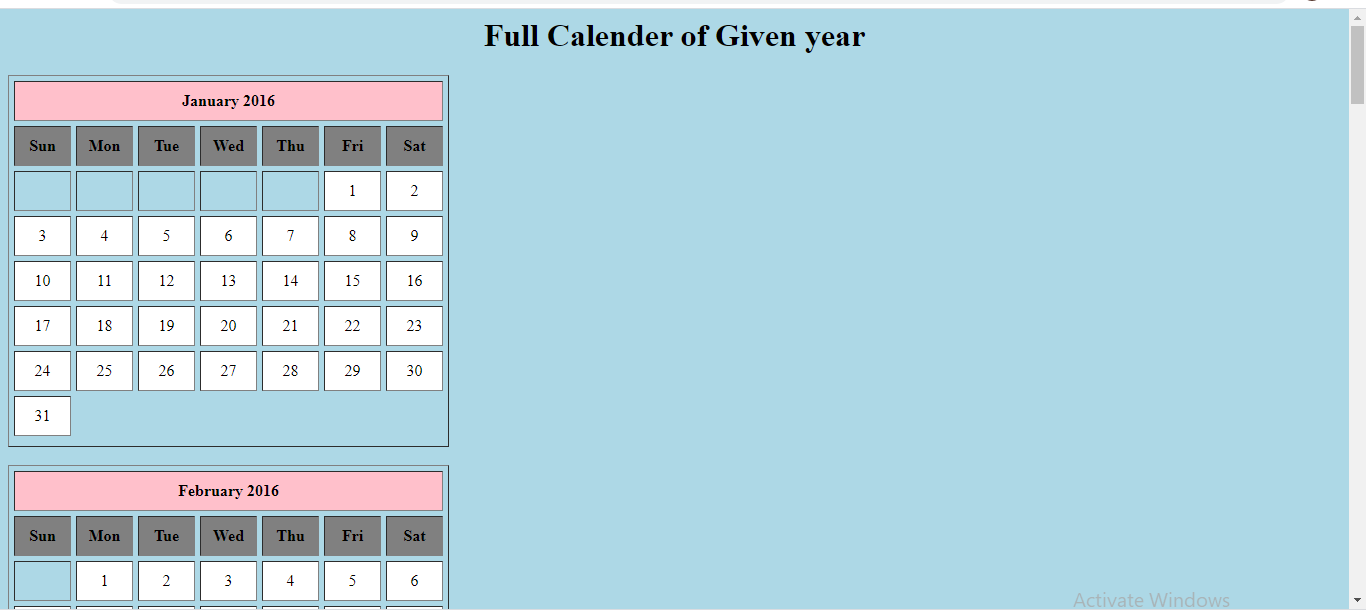 Full Calender of Given year
January 2016
Sun Mon Tue Wed Thu Fri Sat
1 2
3 4 5 6 7 8 9
10 11 12 13 14 15 16
17 18 19 20 21 22 23
24 25 26 27 28 29 30
31
February 2016
Sun Mon Tue Wed Thu Fri Sat
1 2 3 4 5 6
Activate Windows